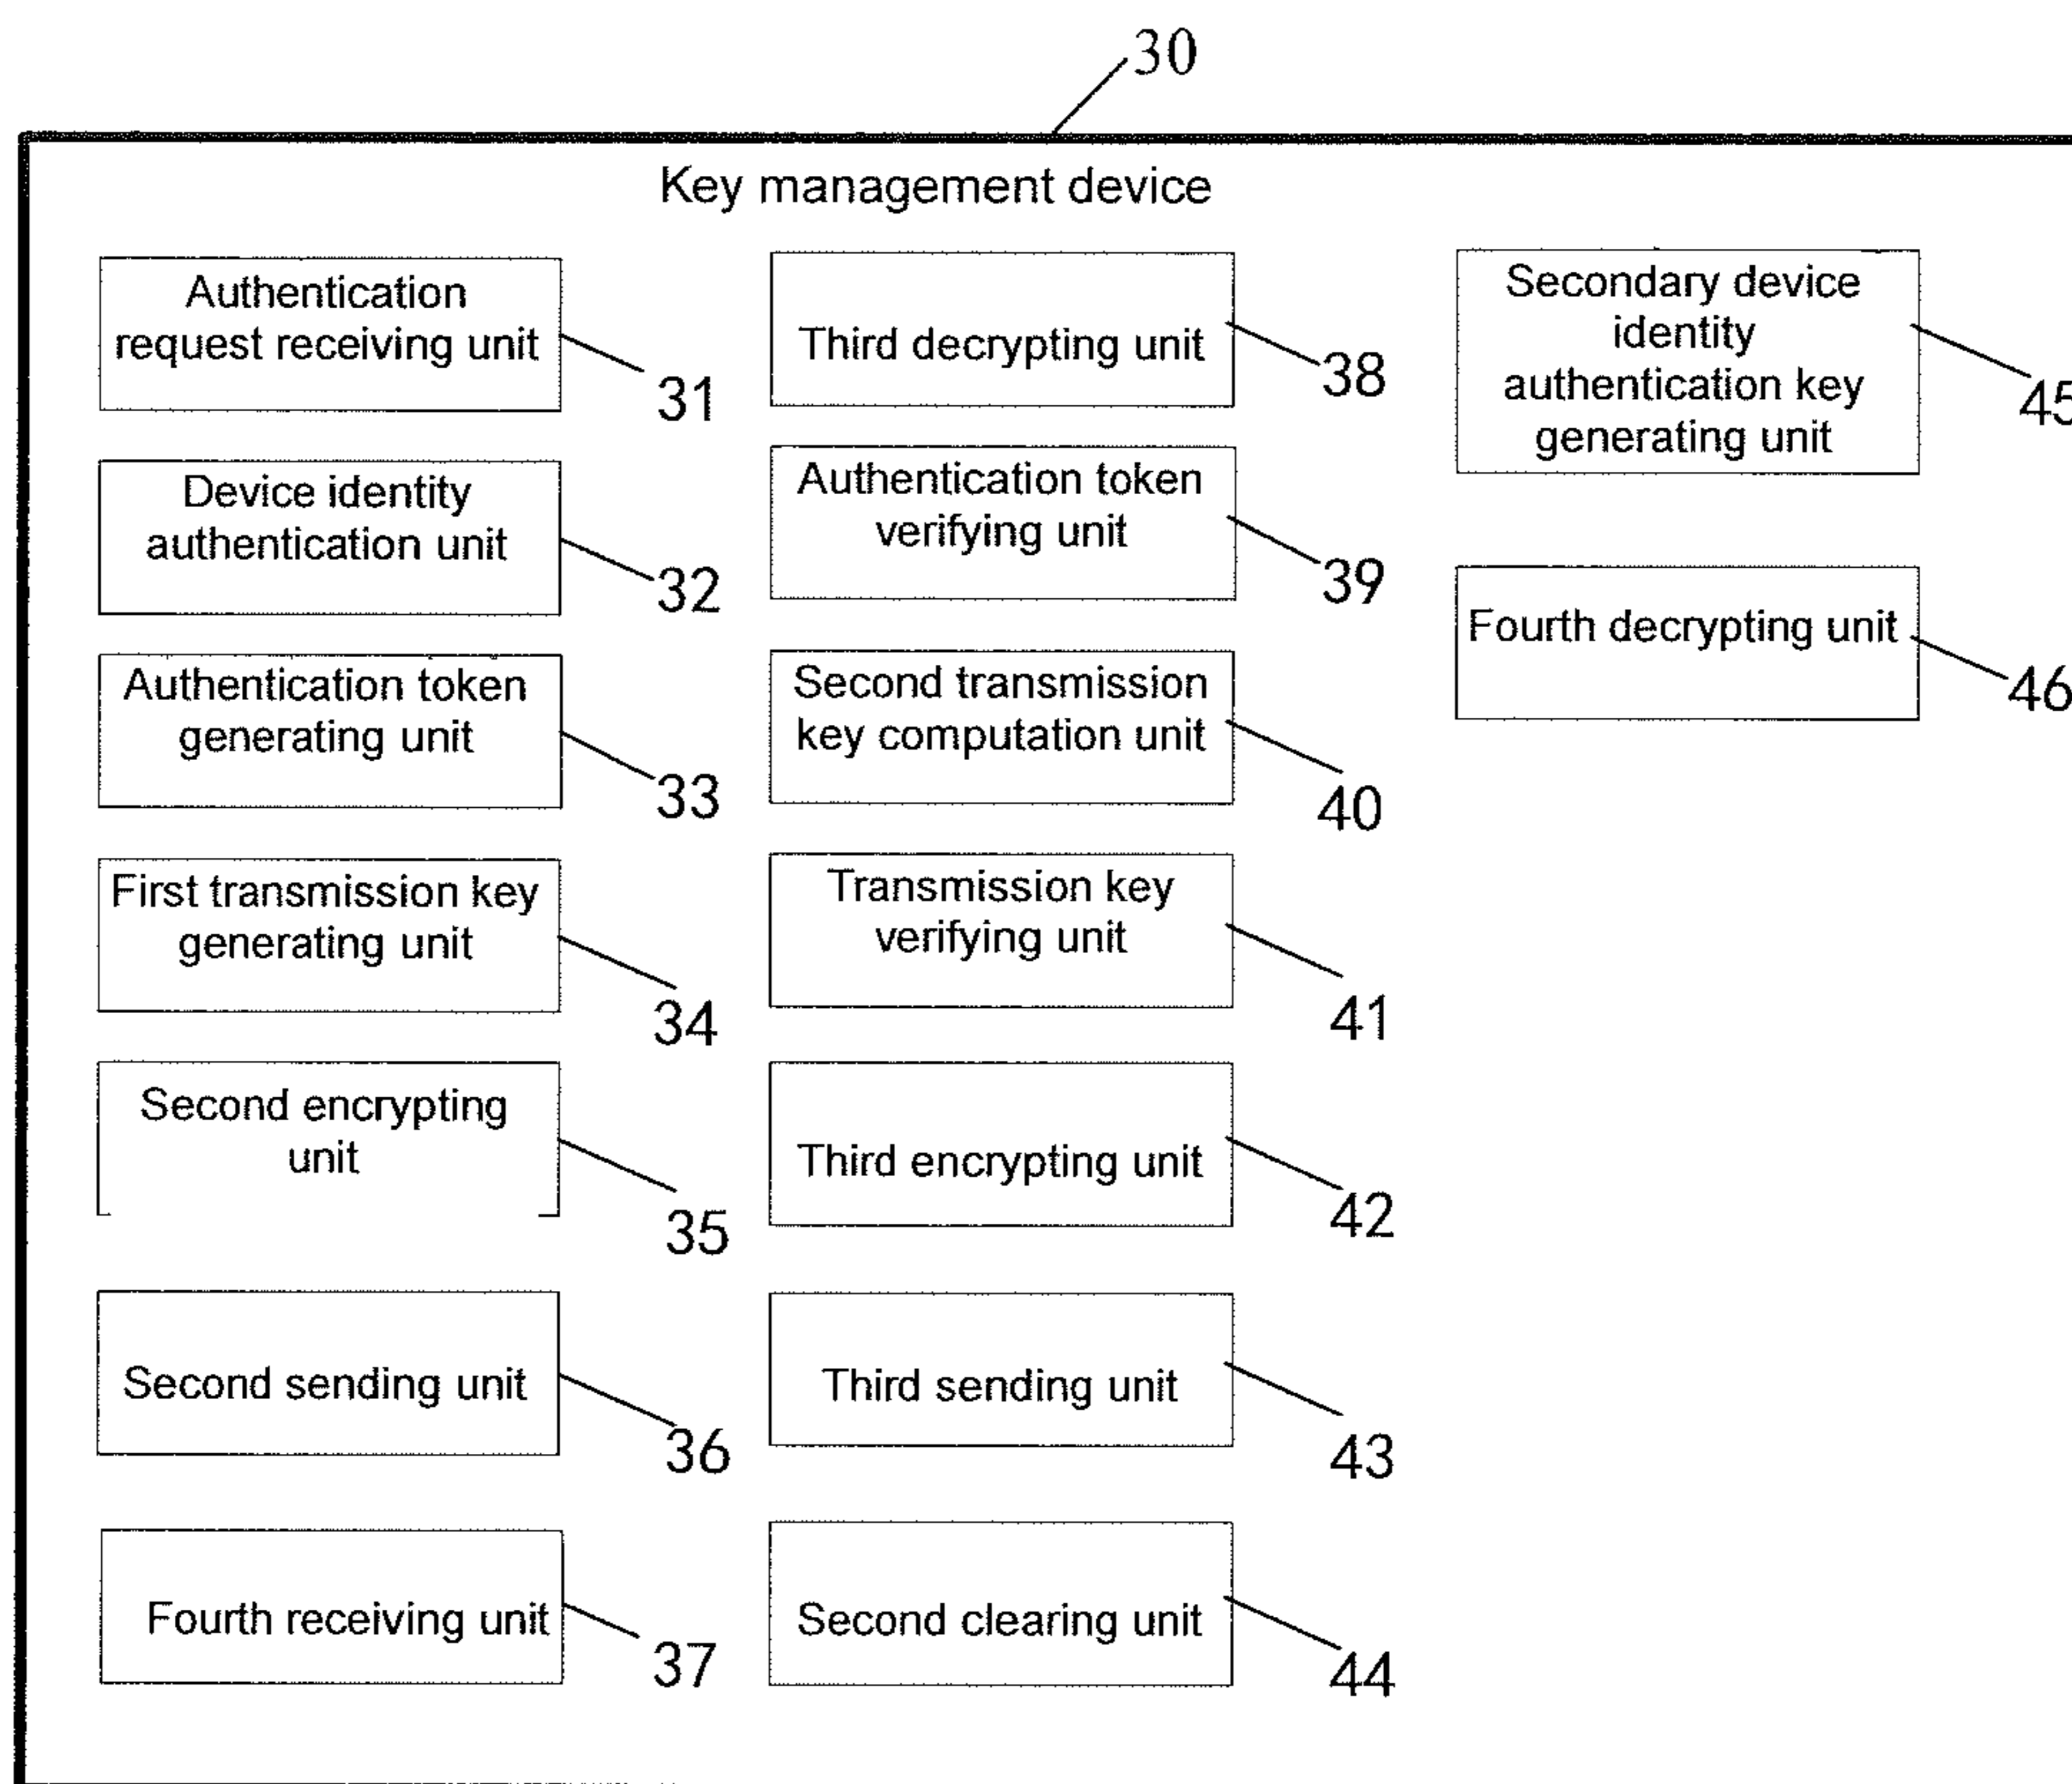 30
Key management device
Authentication
request receiving unit
31
Device identity
authentication unit
32
Authentication token
generating unit
33
First transmission key
generating unit
34
Second encrypting
unit
35
Second sending unit
36
Fourth receiving unit
37
Third decrypting unit
38
Authentication token
verifying unit
39
Second transmission
key computation unit
40
Transmission key
verifying unit
41
Third encrypting unit
42
Third sending unit
43
Second clearing unit
44
Secondary device
identity
authentication key
generating unit
45
Fourth decrypting unit
46